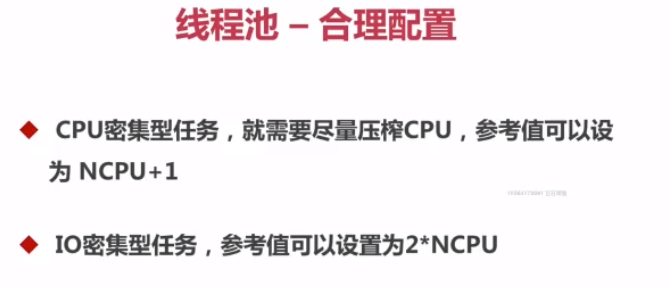 线程池 – 合理配置
CPU密集型任务，就需要尽量压榨CPU，参考值可以设
为 NCPU+1
IO密集型任务，参考值可以设置为2*NCPU